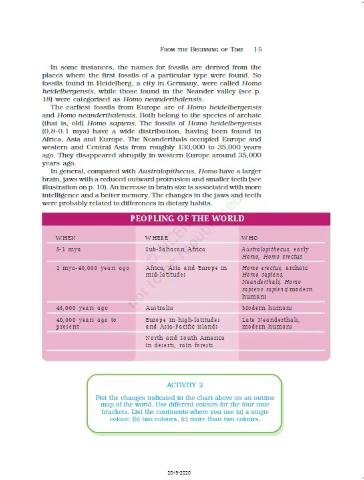 FROM THE BEGINNING OF TIME 15
In some instances, the names for fossils are derived from the
places where the first fossils of a particular type were found. So
fossils found in Heidelberg, a city in Germany, were called Homo
heidelbergensis, while those found in the Neander valley (see p.
18) were categorised as Homo neanderthalensis.
The earliest fossils from Europe are of Homo heidelbergensis
and Homo neanderthalensis. Both belong to the species of archaic
(that is, old) Homo sapiens. The fossils of Homo heidelbergensis
(0.8-0.1 mya) have a wide distribution, having been found in
Africa, Asia and Europe. The Neanderthals occupied Europe and
western and Central Asia from roughly 130,000 to 35,000 years
ago. They disappeared abruptly in western Europe around 35,000
years ago.
In general, compared with Australopithecus, Homo have a larger
brain, jaws with a reduced outward protrusion and smaller teeth (see
illustration on p. 10). An increase in brain size is associated with more
intelligence and a better memory. The changes in the jaws and teeth
were probably related to differences in dietary habits.
PEOPLING OF THE WORLD
WHEN WHERE WHO
5-1 mya Sub-Saharan Africa Australopithecus, early
Homo, Homo erectus
1 mya-40,000 years ago Africa, Asia and Europe in Homo erectus, archaic
mid-latitudes Homo sapiens,
Neanderthals, Homo
sapiens sapiens/modern
humans
45,000 years ago Australia Modern humans
40,000 years ago to Europe in high-latitudes Late Neanderthals,
present and Asia-Pacific islands modern humans
North and South America
in deserts, rain forests
ACTIVITY 2
Plot the changes indicated in the chart above on an outline
map of the world. Use different colours for the four time
brackets. List the continents where you use (a) a single
colour, (b) two colours, (c) more than two colours.
2019-2020